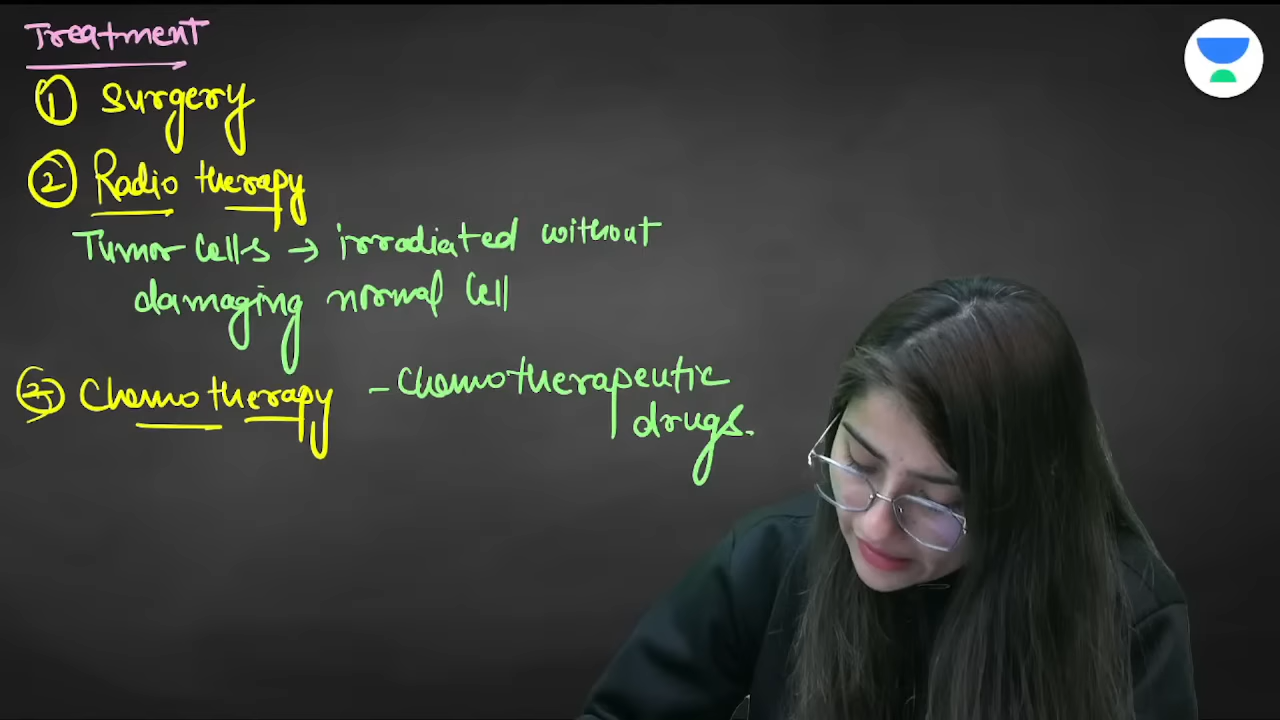 Treatment
① Surgery
② Radio therapy
Tumor cells → irradiated without
damaging normal cell
③ Chemotherapy - Chemotherapeutic
drugs.